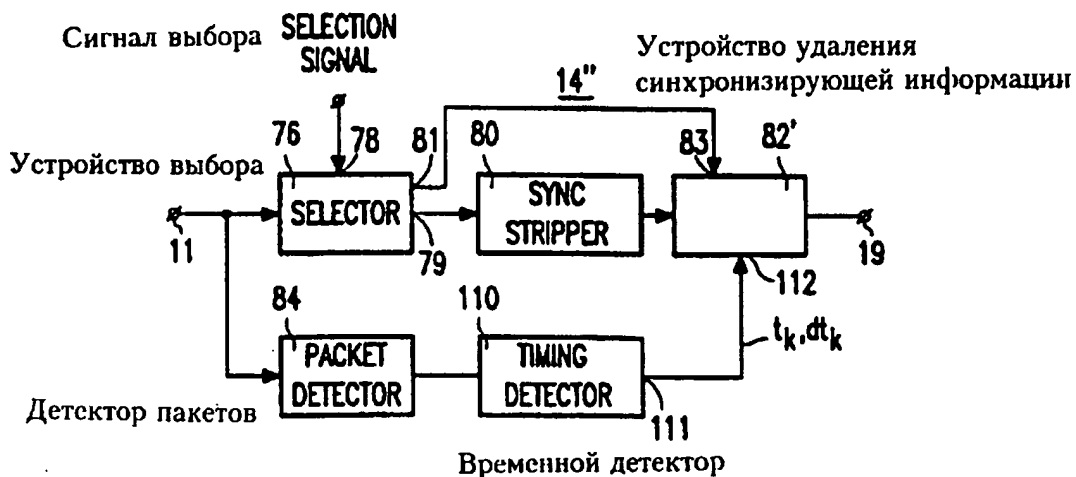 Сигнал выбора
SELECTION
SIGNAL
Устройство удаления
синхронизирующей информации
14"
76
78
81
80
83
82'
Устройство выбора
SELECTOR
SYNC
STRIPPER
11
79
19
112
84
110
t_k, dt_k
PACKET
DETECTOR
TIMING
DETECTOR
111
Детектор пакетов
Временной детектор